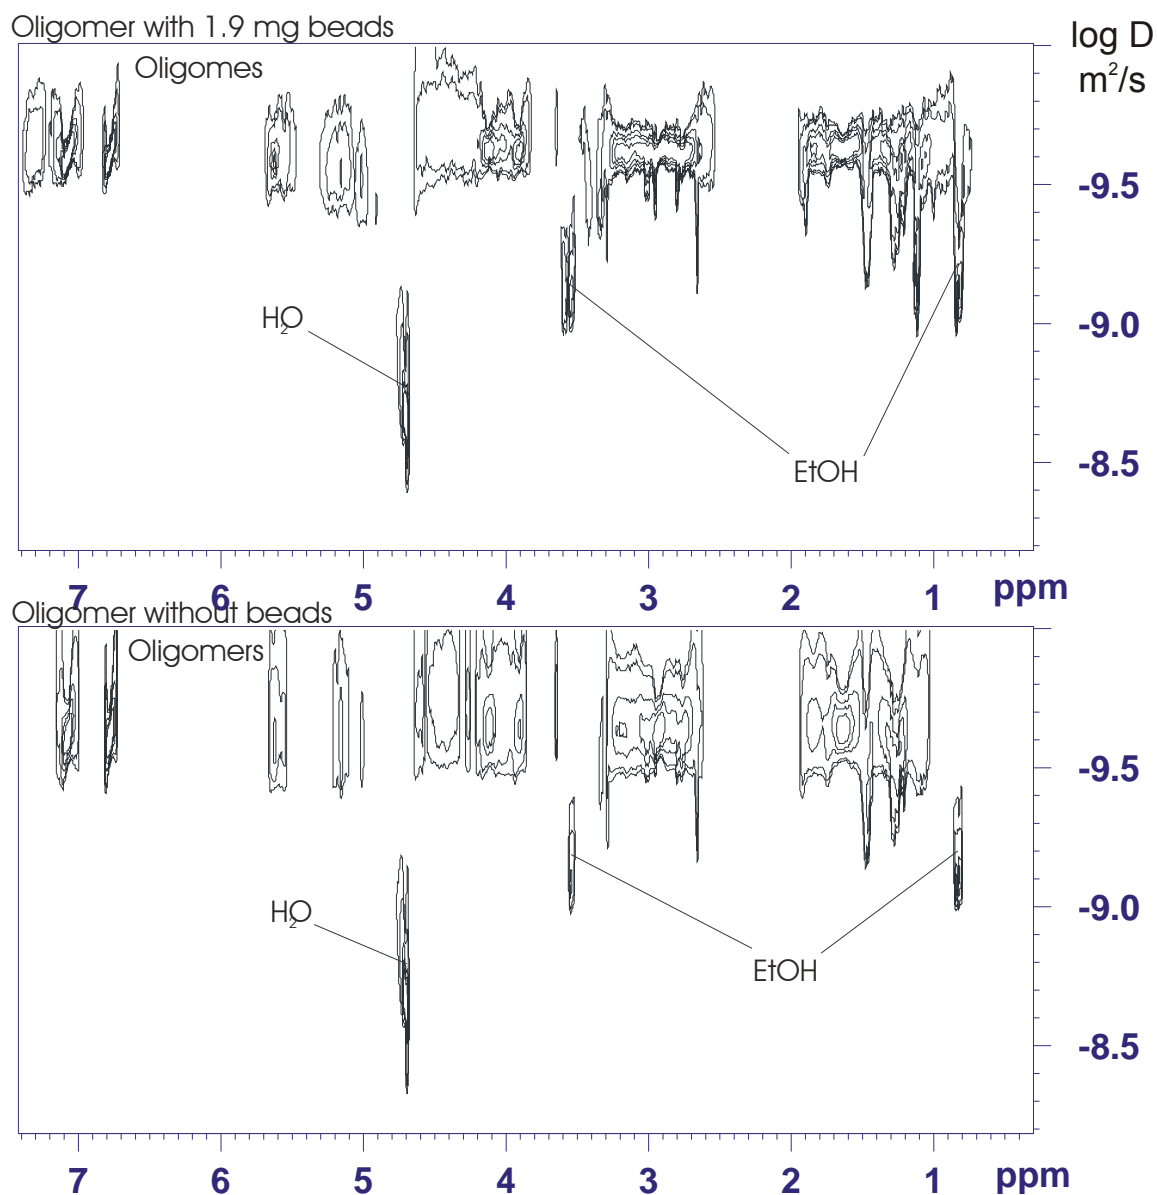 Oligomer with 1.9 mg beads
log D
m²/s
Oligomes
-9.5
H₂O
-9.0
EtOH
-8.5
7 6 5 4 3 2 1 ppm
Oligomer without beads
Oligomers
-9.5
H₂O
-9.0
EtOH
-8.5
7 6 5 4 3 2 1 ppm